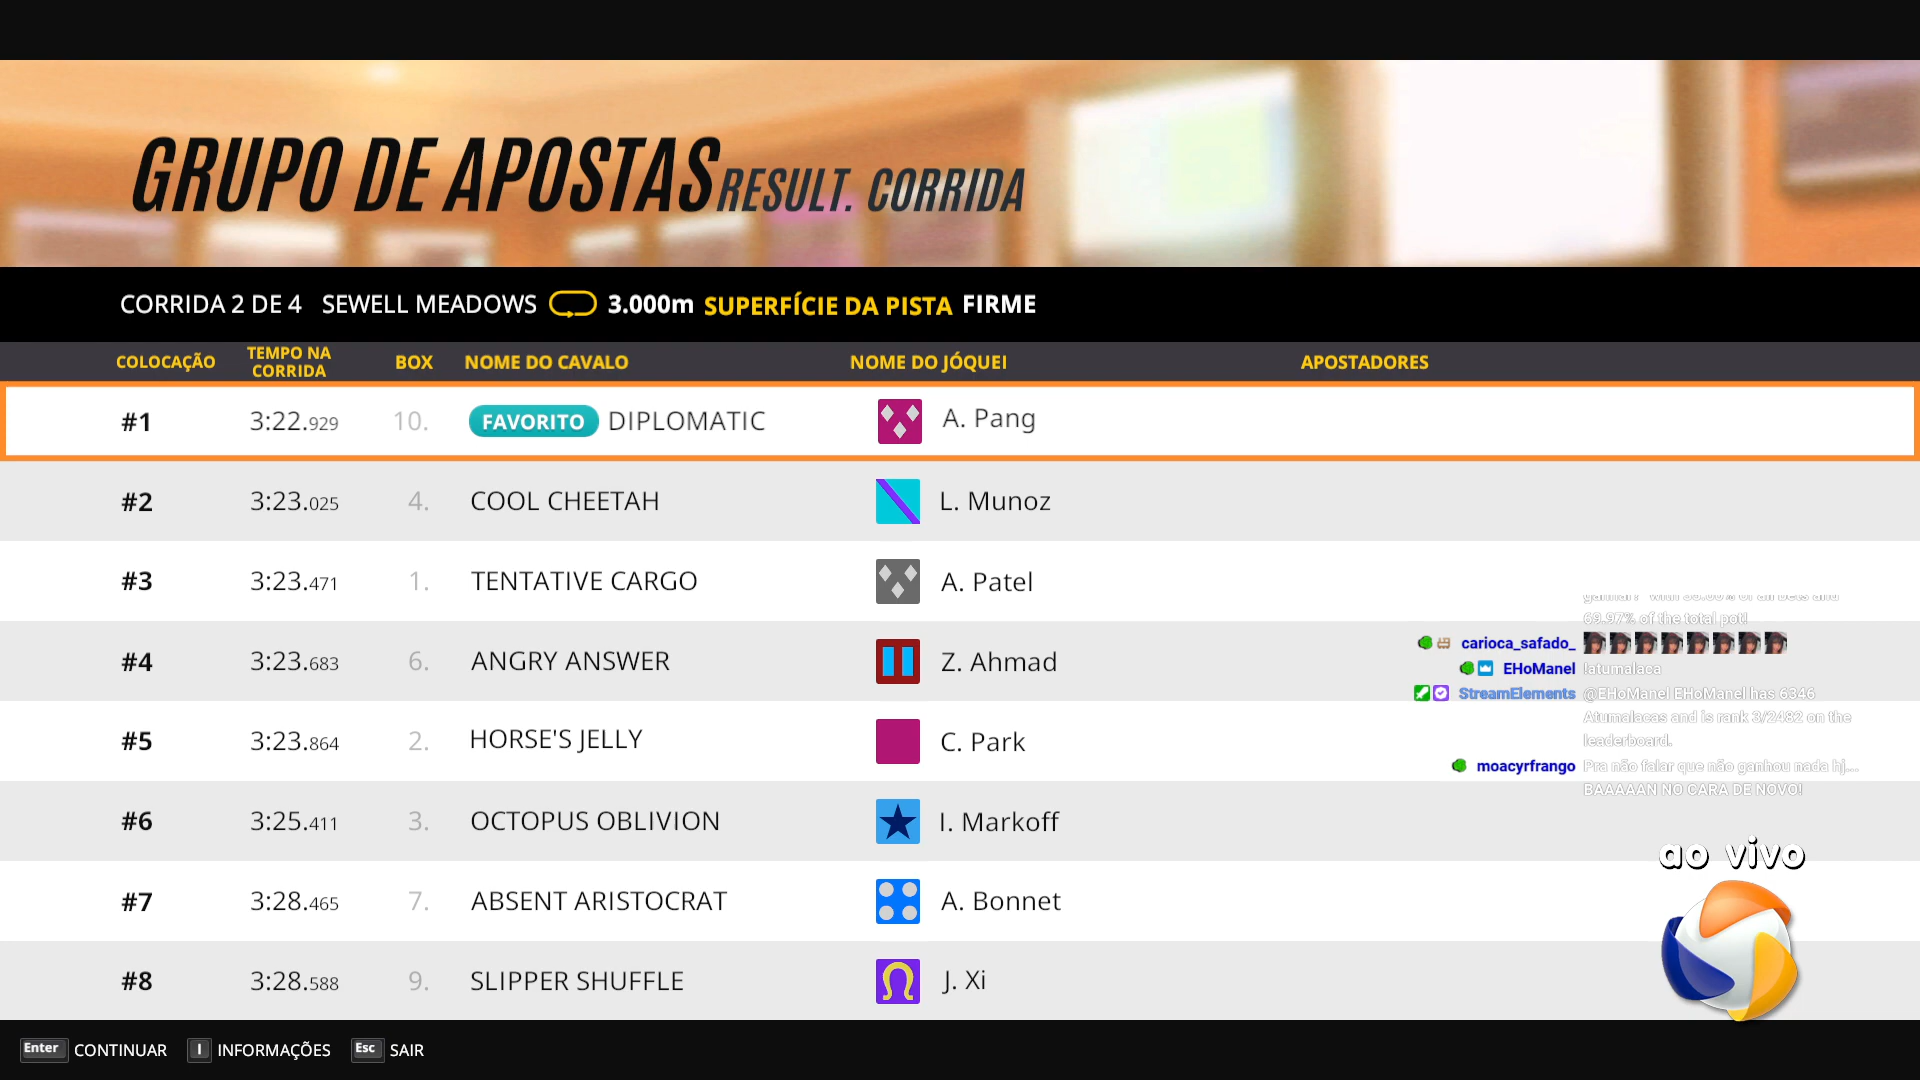 GRUPO DE APOSTAS RESULT. CORRIDA
CORRIDA 2 DE 4 SEWELL MEADOWS 3.000m SUPERFÍCIE DA PISTA FIRME
COLOCAÇÃO TEMPO NA CORRIDA BOX NOME DO CAVALO NOME DO JÓQUEI APOSTADORES
#1 3:22.929 10. FAVORITO DIPLOMATIC A. Pang
#2 3:23.025 4. COOL CHEETAH L. Munoz
#3 3:23.471 1. TENTATIVE CARGO A. Patel
#4 3:23.683 6. ANGRY ANSWER Z. Ahmad
#5 3:23.864 2. HORSE'S JELLY C. Park
#6 3:25.411 3. OCTOPUS OBLIVION I. Markoff
#7 3:28.465 7. ABSENT ARISTOCRAT A. Bonnet
#8 3:28.588 9. SLIPPER SHUFFLE J. Xi
of all bets and
69.97% of the total pot!
carioca_safado_
EHoManel !atumalaca
StreamElements @EHoManel EHoManel has 6346
Atumalacas and is rank 3/2482 on the
leaderboard.
moacyrfrango Pra não falar que não ganhou nada hj...
BAAAAAN NO CARA DE NOVO!
ao vivo
Enter CONTINUAR I INFORMAÇÕES Esc SAIR